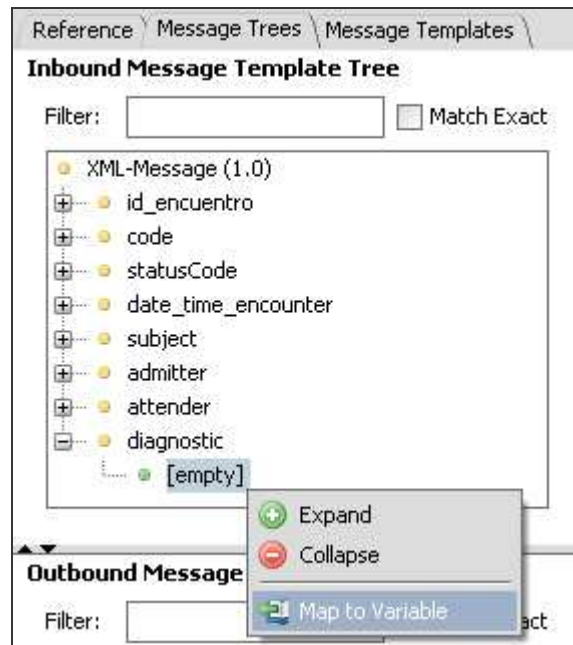 Reference Message Trees Message Templates
Inbound Message Template Tree
Filter: Match Exact
XML-Message (1.0)
id_encuentro
code
statusCode
date_time_encounter
subject
admitter
attender
diagnostic
[empty]
Expand
Collapse
Outbound Message
Map to Variable
Filter: act